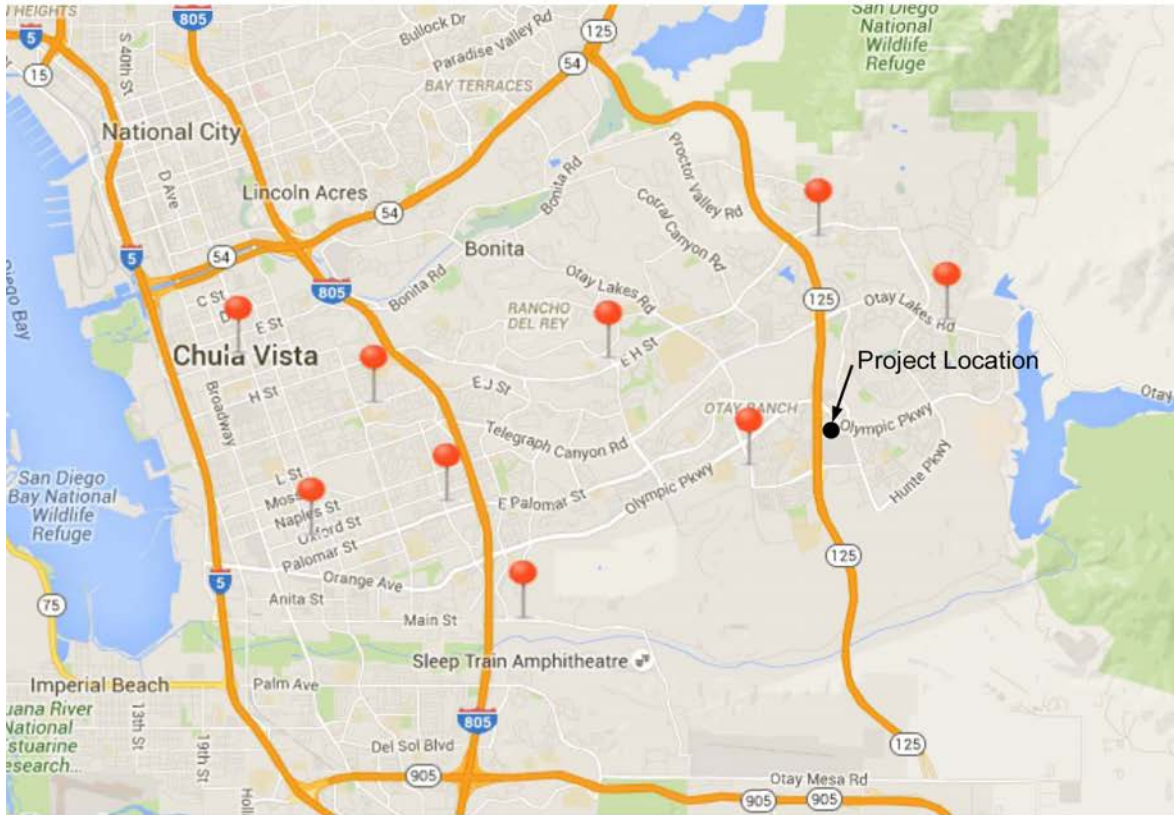 HEIGHTS
805
5
15
S 40th St
Bullock Dr
Paradise Valley Rd
125
54
BAY TERRACES
San Diego
National
Wildlife
Refuge
National City
D Ave
Lincoln Acres
54
Bonita Rd
Proctor Valley Rd
Bonita
5
54
805
Bonita Rd
Otay Lakes Rd
125
Otay Lakes Rd
Diego Bay
C St
E St
RANCHO
DEL REY
E H St
Chula Vista
Project Location
Broadway
H St
E J St
OTAY RANCH
Olympic Pkwy
Telegraph Canyon Rd
Hunte Pkwy
San Diego
Bay National
Wildlife
Refuge
L St
Naples St
Oxford St
Palomar St
E Palomar St
Olympic Pkwy
5
Orange Ave
125
75
Anita St
Main St
Sleep Train Amphitheatre
Imperial Beach
Palm Ave
National
13th St
19th St
805
Del Sol Blvd
125
905
Otay Mesa Rd
905
905